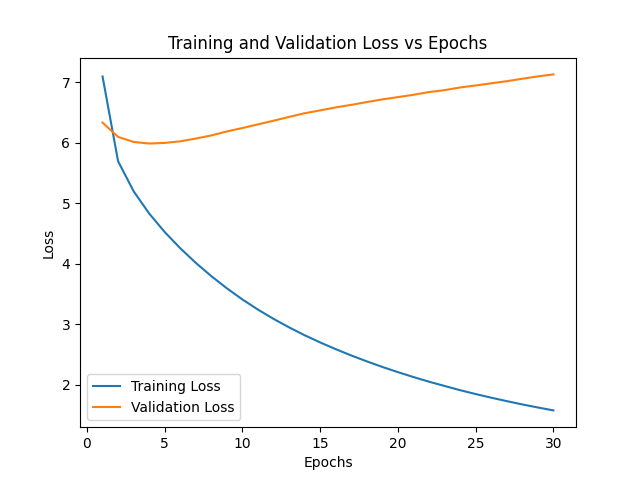 Training and Validation Loss vs Epochs
7
6
5
4
3
2
Loss
Training Loss
Validation Loss
0 5 10 15 20 25 30
Epochs